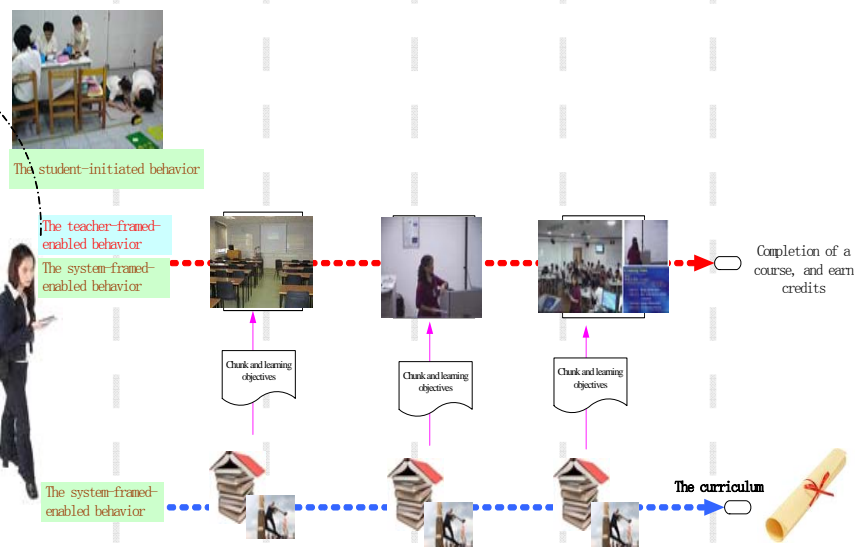 The student-initiated behavior
The teacher-framed-
enabled behavior
The system-framed-
enabled behavior
Completion of a
course, and earn
credits
Chunk and learning
objectives
Chunk and learning
objectives
Chunk and learning
objectives
The system-framed-
enabled behavior
The curriculum